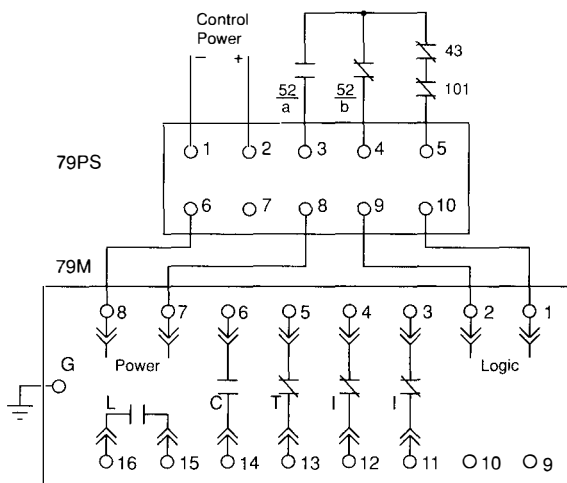 Control
Power
− +
43
52
a
52
b
101
1 2 3 4 5
79PS
6 7 8 9 10
79M
8 7 6 5 4 3 2 1
G
Power
Logic
L C T I I
16 15 14 13 12 11 10 9